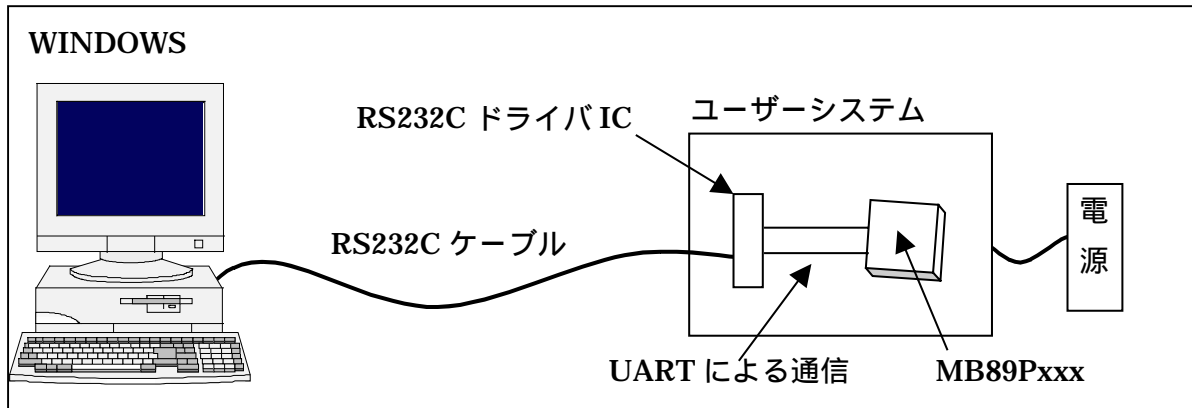 WINDOWS
RS232C ドライバ IC
ユーザーシステム
電
源
RS232C ケーブル
UART による通信
MB89Pxxx